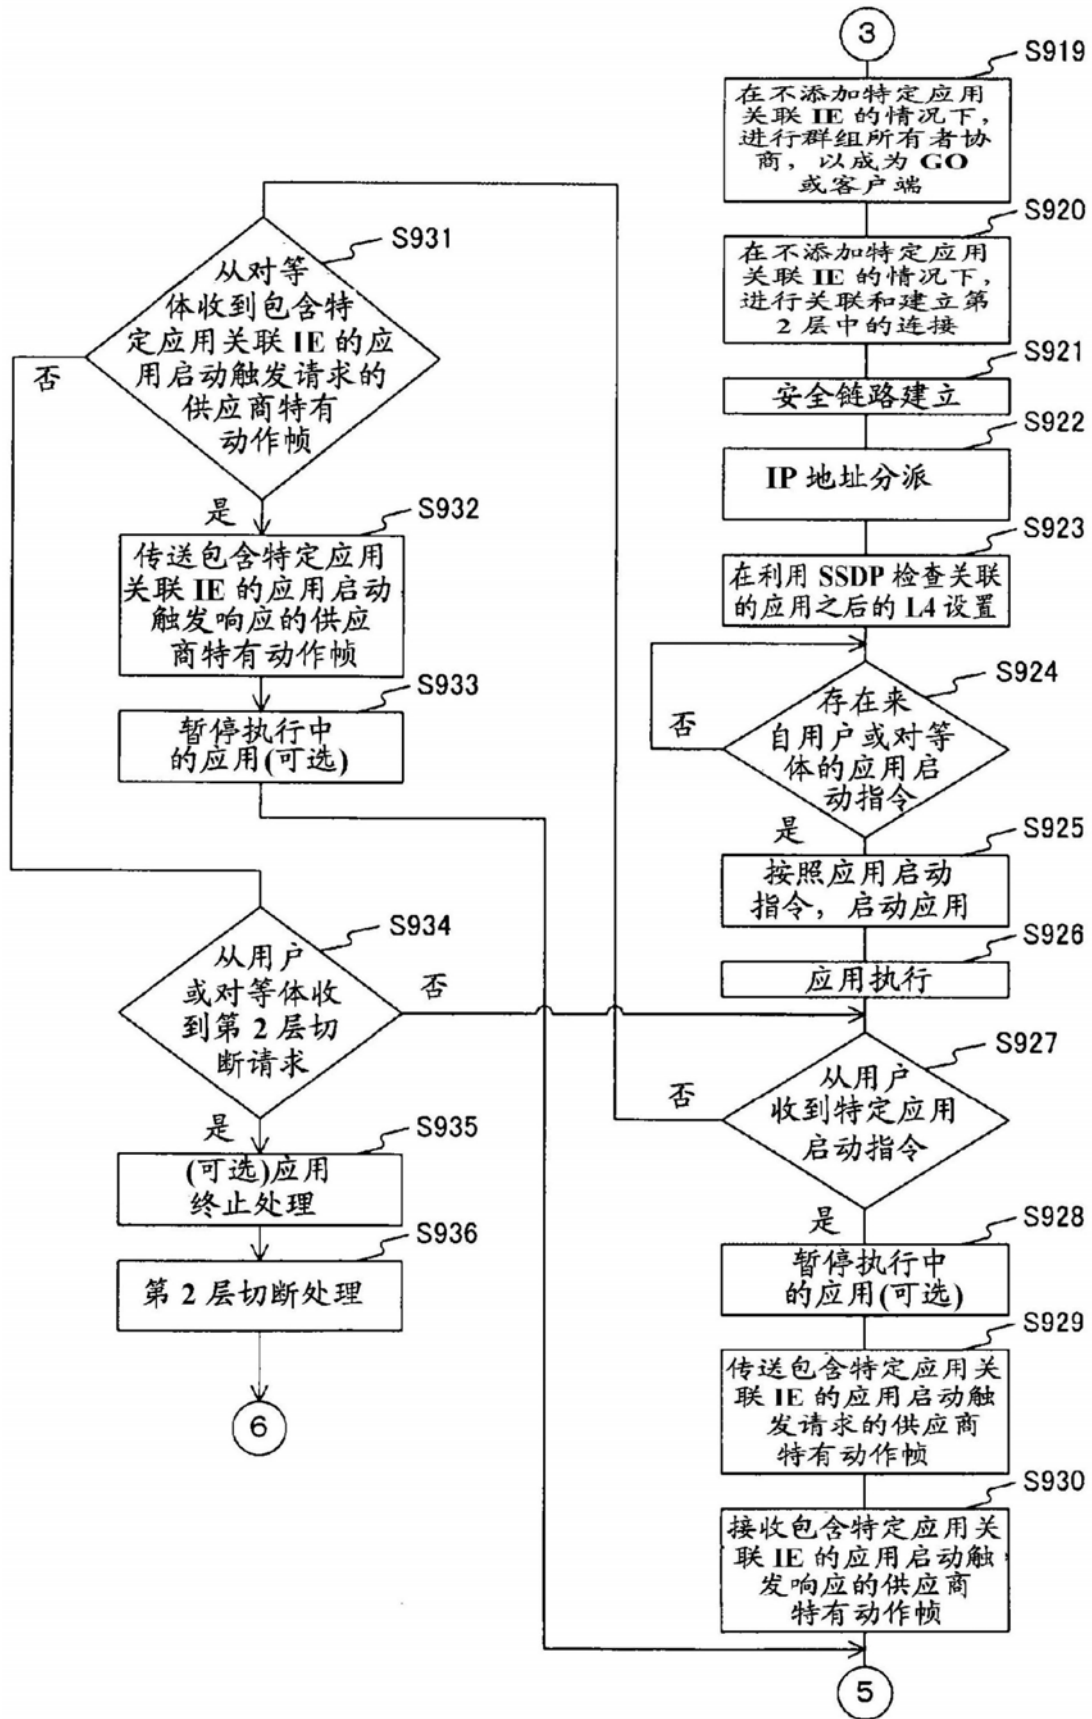 3
S919
在不添加特定应用
关联 IE 的情况下，
进行群组所有者协
商，以成为 GO
或客户端
S920
在不添加特定应用
关联 IE 的情况下，
进行关联和建立第
2 层中的连接
S921
安全链路建立
S922
IP 地址分派
S923
在利用 SSDP 检查关联
的应用之后的 L4 设置
S924
存在来
自用户或对等
体的应用启
动指令
否
是
S925
按照应用启动
指令，启动应用
S926
应用执行
S927
从用户
收到特定应用
启动指令
否
是
S928
暂停执行中
的应用(可选)
S929
传送包含特定应用关
联 IE 的应用启动触
发请求的供应商
特有动作帧
S930
接收包含特定应用关
联 IE 的应用启动触
发响应的供应商
特有动作帧
5
S931
从对等
体收到包含特
定应用关联 IE 的应
用启动触发请求的
供应商特有
动作帧
否
是
S932
传送包含特定应用
关联 IE 的应用启动
触发响应的供应
商特有动作帧
S933
暂停执行中
的应用(可选)
S934
从用户
或对等体收
到第 2 层切
断请求
否
是
S935
(可选)应用
终止处理
S936
第 2 层切断处理
6